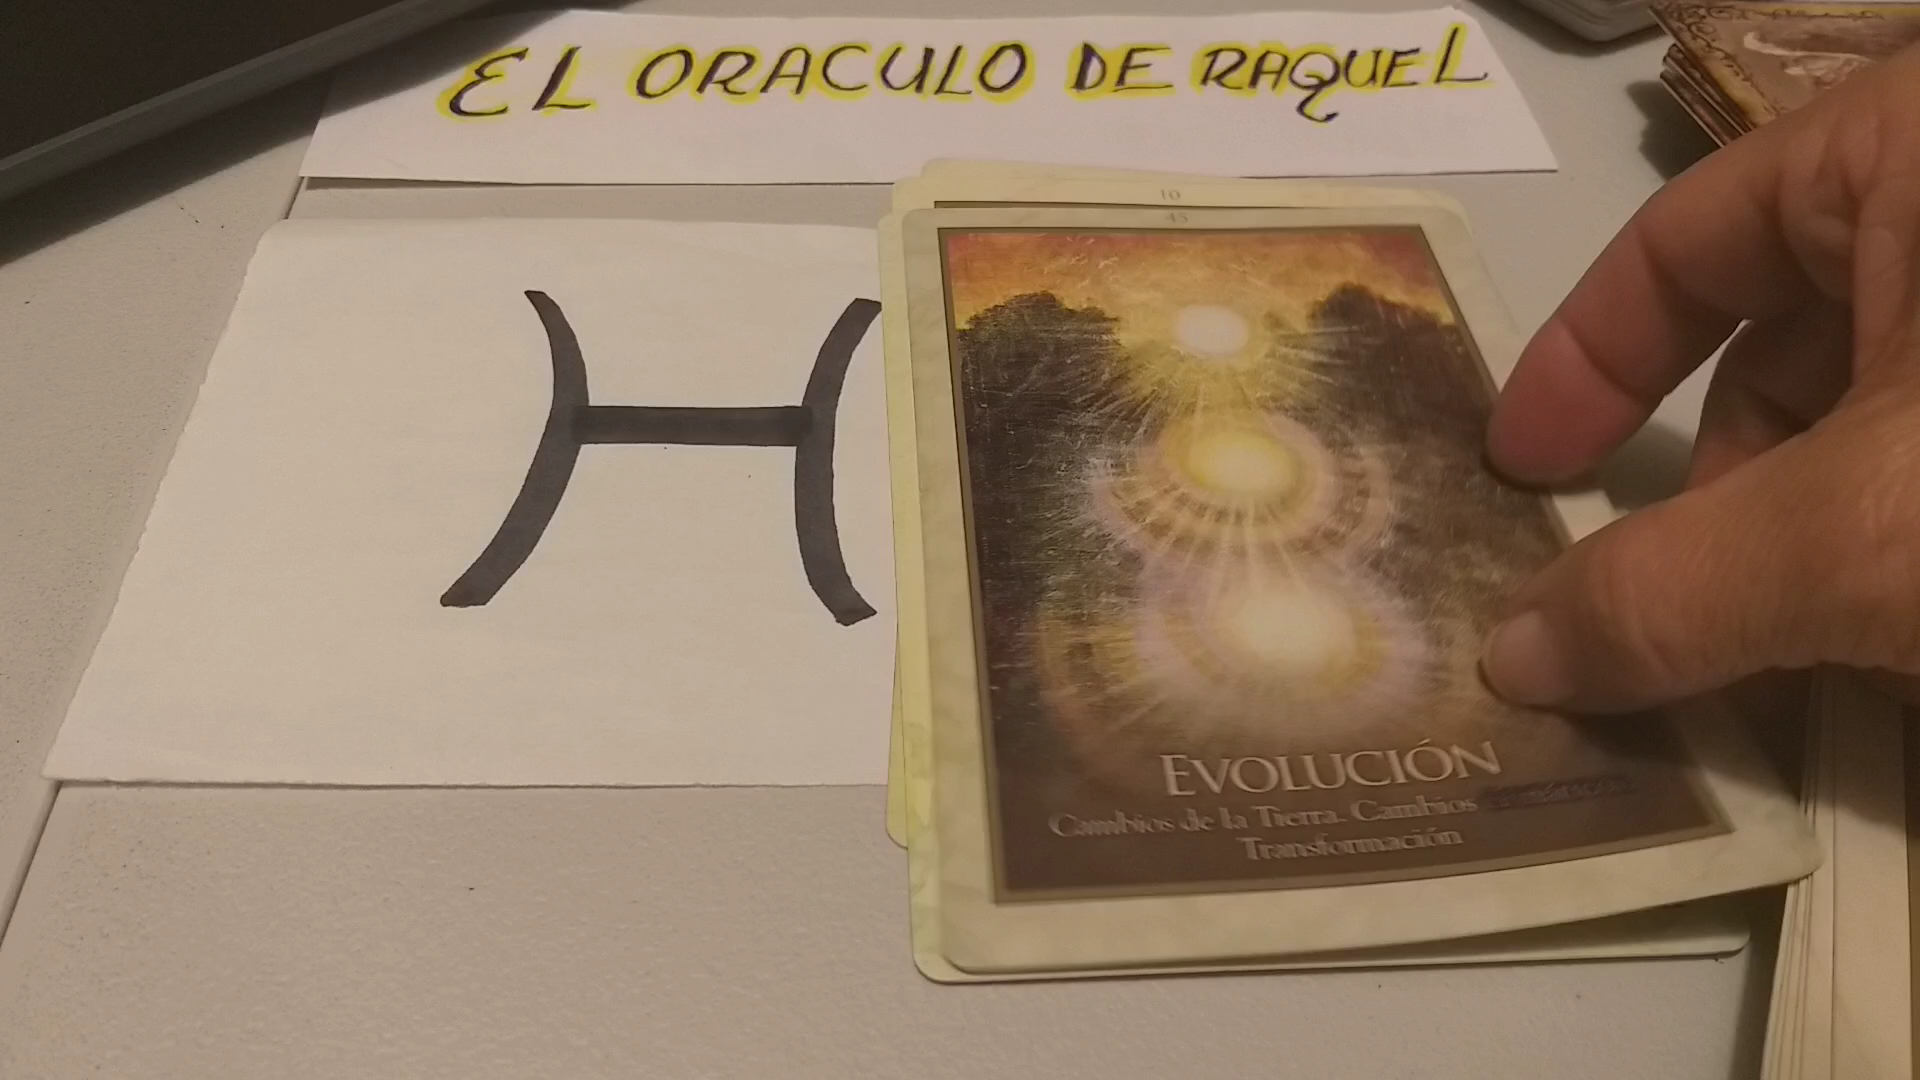 EL ORACULO DE RAQUEL
10
45
EVOLUCIÓN
Cambios de la Tierra. Cambios
Transformación